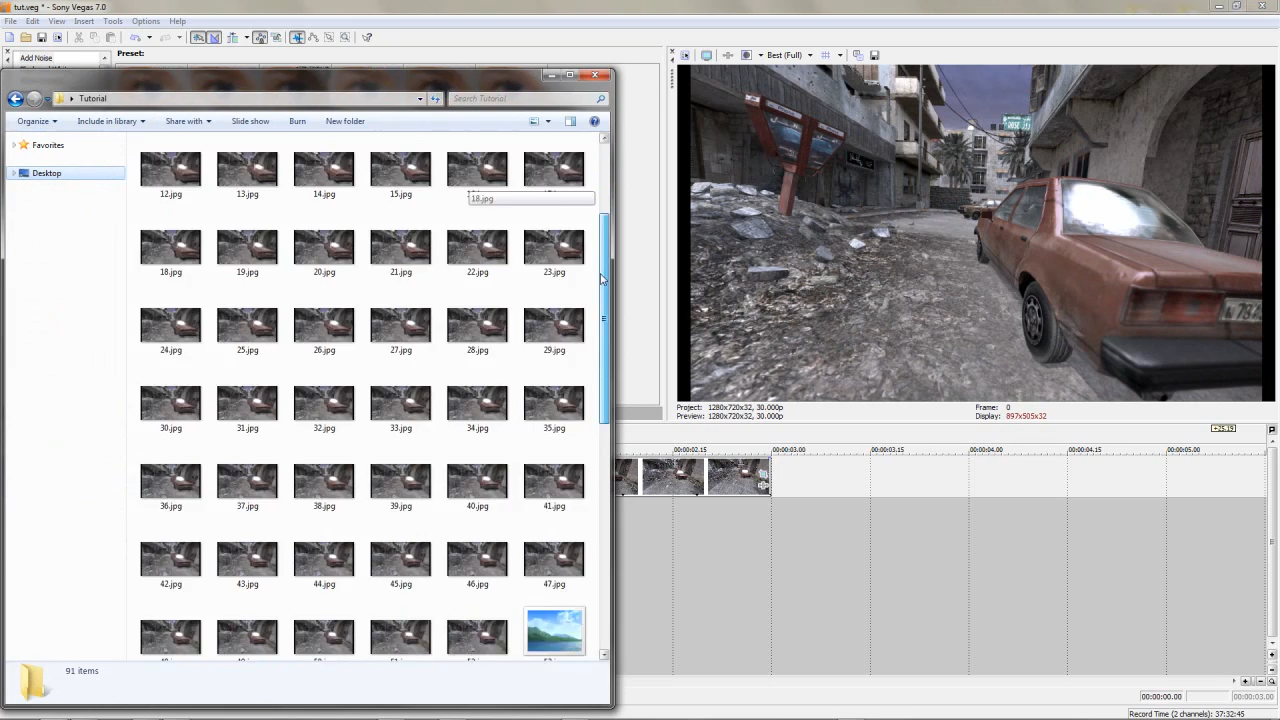 tut.veg * - Sony Vegas 7.0
File Edit View Insert Tools Options Help
Preset:
Add Noise
Best (Full)
Tutorial
Search Tutorial
Organize Include in library Share with Slide show Burn New folder
Favorites
Desktop
12.jpg 13.jpg 14.jpg 15.jpg
18.jpg
18.jpg 19.jpg 20.jpg 21.jpg 22.jpg 23.jpg
24.jpg 25.jpg 26.jpg 27.jpg 28.jpg 29.jpg
30.jpg 31.jpg 32.jpg 33.jpg 34.jpg 35.jpg
36.jpg 37.jpg 38.jpg 39.jpg 40.jpg 41.jpg
42.jpg 43.jpg 44.jpg 45.jpg 46.jpg 47.jpg
91 items
Project: 1280x720x32, 30.000p
Frame: 0
Preview: 1280x720x32, 30.000p
Display: 897x505x32
+25.19
00:00:02.15 00:00:03.00 00:00:03.15 00:00:04.00 00:00:04.15 00:00:05.00
00:00:00.00
00:00:03.00
Record Time (2 channels): 37:32:45